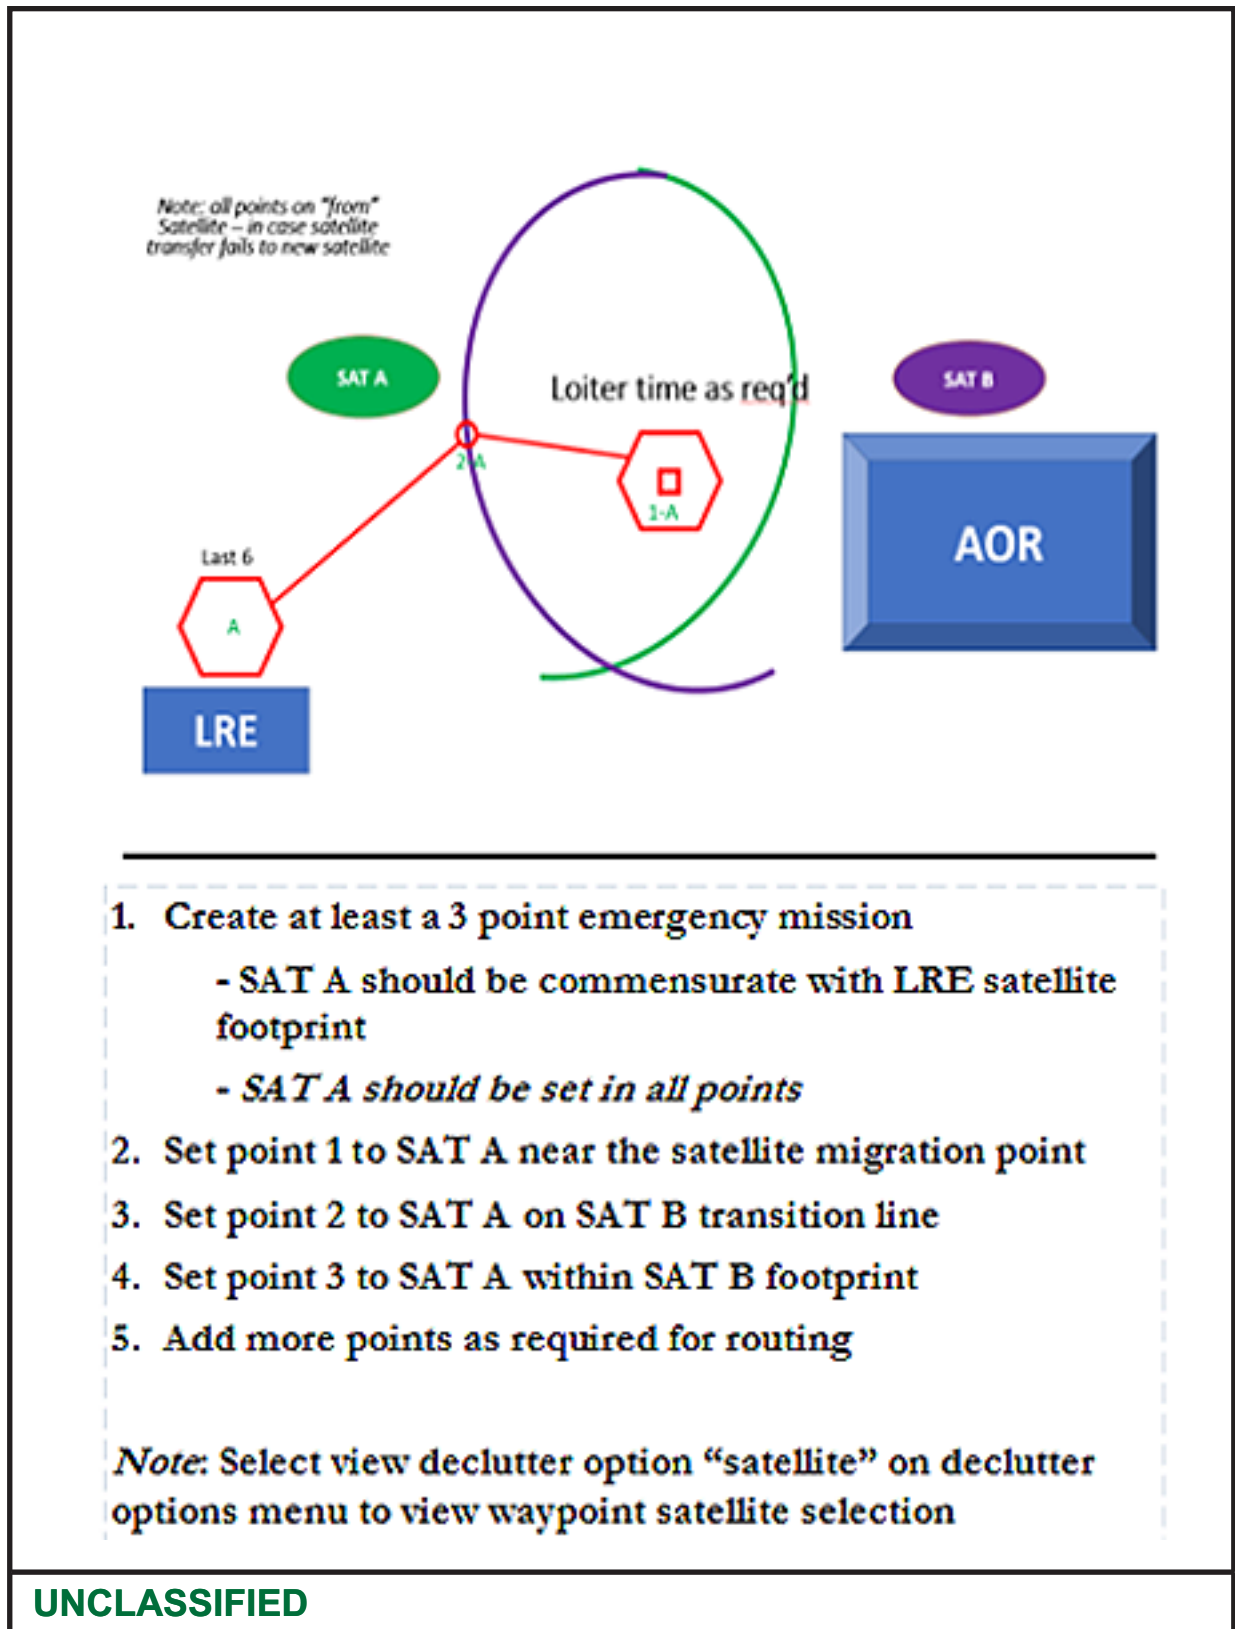 Note: all points on "from"
Satellite – in case satellite
transfer fails to new satellite
SAT A
SAT B
Loiter time as req'd
2-A
1-A
AOR
Last 6
A
LRE
1. Create at least a 3 point emergency mission
- SAT A should be commensurate with LRE satellite
footprint
- SAT A should be set in all points
2. Set point 1 to SAT A near the satellite migration point
3. Set point 2 to SAT A on SAT B transition line
4. Set point 3 to SAT A within SAT B footprint
5. Add more points as required for routing
Note: Select view declutter option “satellite” on declutter
options menu to view waypoint satellite selection
UNCLASSIFIED